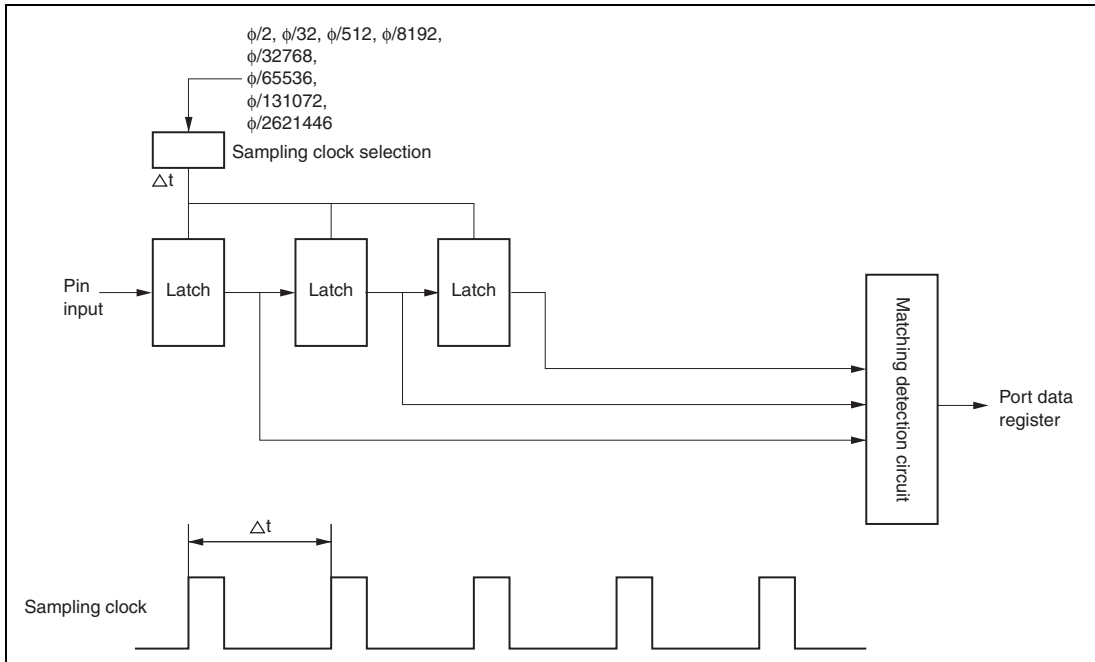 ϕ/2, ϕ/32, ϕ/512, ϕ/8192,
ϕ/32768,
ϕ/65536,
ϕ/131072,
ϕ/2621446
Sampling clock selection
△t
Pin
input
Latch
Latch
Latch
Matching detection circuit
Port data
register
△t
Sampling clock